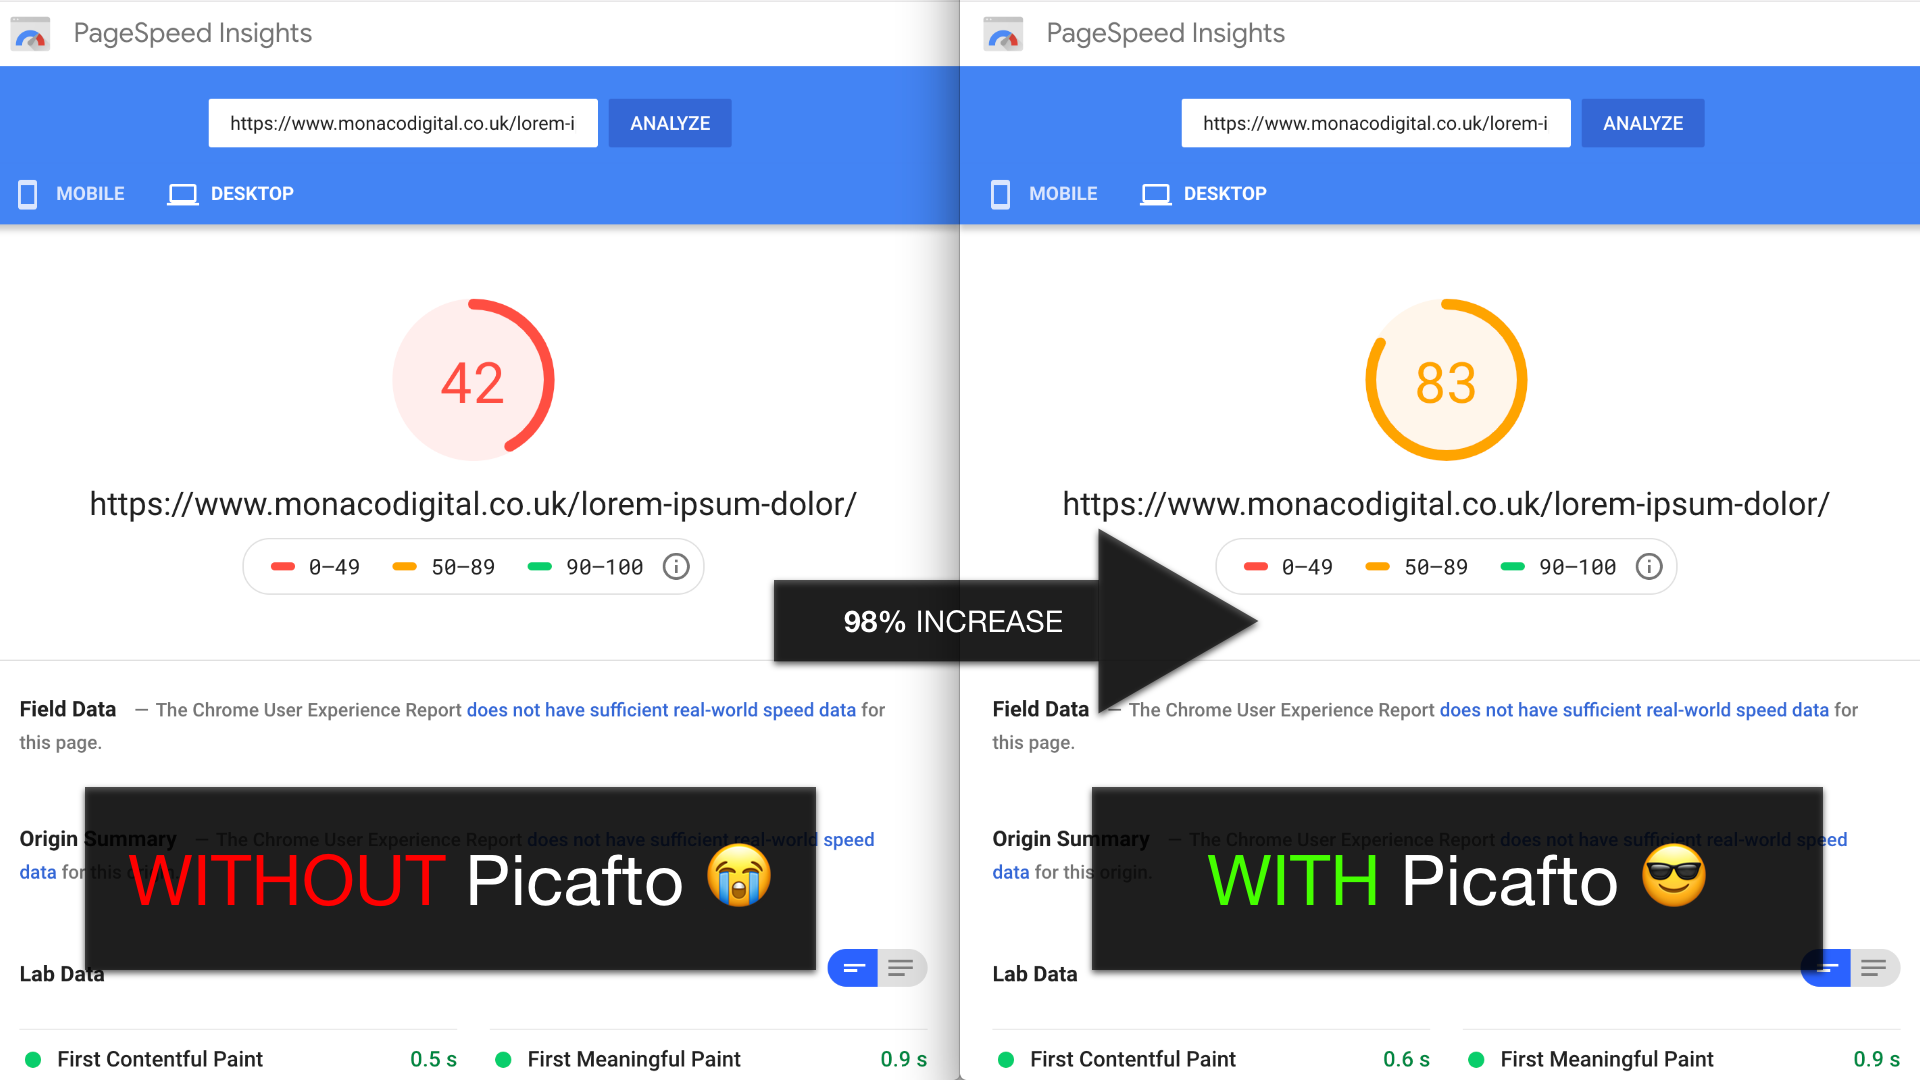 PageSpeed Insights
https://www.monacodigital.co.uk/lorem-i
ANALYZE
MOBILE
DESKTOP
42
https://www.monacodigital.co.uk/lorem-ipsum-dolor/
0–49
50–89
90–100
Field Data — The Chrome User Experience Report does not have sufficient real-world speed data for
this page.
Origin Summary — The Chrome User Experience Report does not have sufficient real-world speed
data for this origin.
WITHOUT Picafto 😭
Lab Data
First Contentful Paint 0.5 s
First Meaningful Paint 0.9 s
98% INCREASE
PageSpeed Insights
https://www.monacodigital.co.uk/lorem-i
ANALYZE
MOBILE
DESKTOP
83
https://www.monacodigital.co.uk/lorem-ipsum-dolor/
0–49
50–89
90–100
Field Data — The Chrome User Experience Report does not have sufficient real-world speed data for
this page.
Origin Summary — The Chrome User Experience Report does not have sufficient real-world speed
data for this origin.
WITH Picafto 😎
Lab Data
First Contentful Paint 0.6 s
First Meaningful Paint 0.9 s